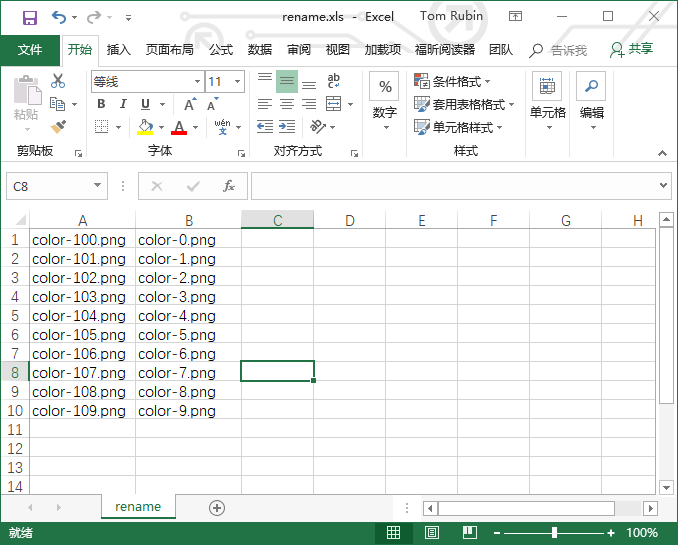 rename.xls - Excel Tom Rubin
文件 开始 插入 页面布局 公式 数据 审阅 视图 加载项 福昕阅读器 团队 告诉我 共享
粘贴 等线 11 ab c % 条件格式
B I U A A 数字 套用表格格式 单元格 编辑
A wén 文 单元格样式
剪贴板 字体 对齐方式 样式
C8 fx
A B C D E F G H
1 color-100.png color-0.png
2 color-101.png color-1.png
3 color-102.png color-2.png
4 color-103.png color-3.png
5 color-104.png color-4.png
6 color-105.png color-5.png
7 color-106.png color-6.png
8 color-107.png color-7.png
9 color-108.png color-8.png
10 color-109.png color-9.png
11
12
13
14
rename
就绪 100%